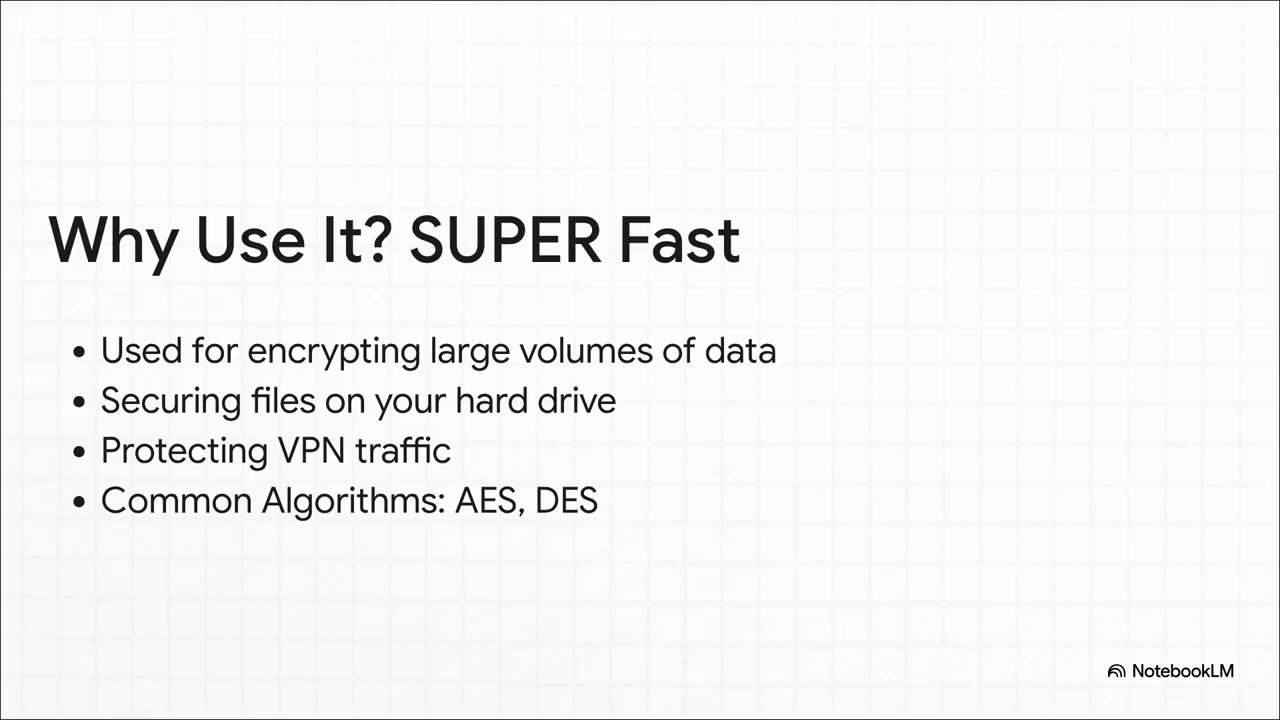 Why Use It? SUPER Fast
• Used for encrypting large volumes of data
• Securing files on your hard drive
• Protecting VPN traffic
• Common Algorithms: AES, DES
NotebookLM